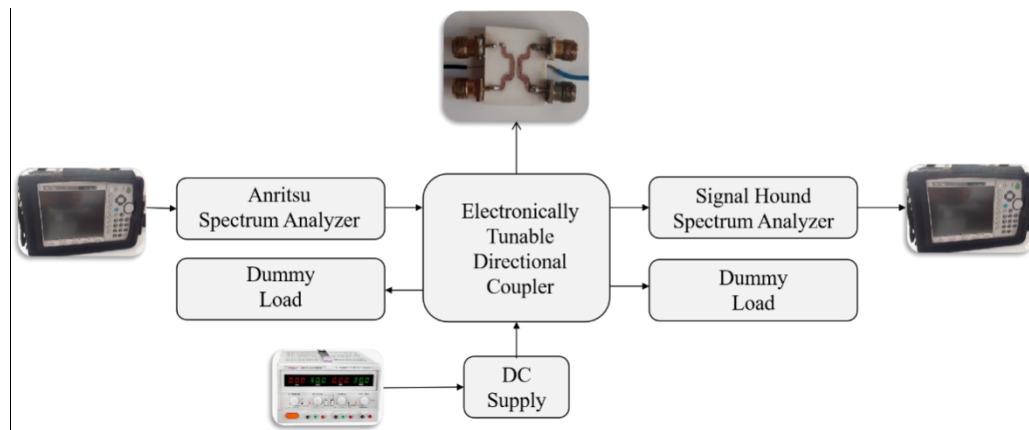 Anritsu
Spectrum Analyzer
Electronically
Tunable
Directional
Coupler
Signal Hound
Spectrum Analyzer
Dummy
Load
Dummy
Load
DC
Supply